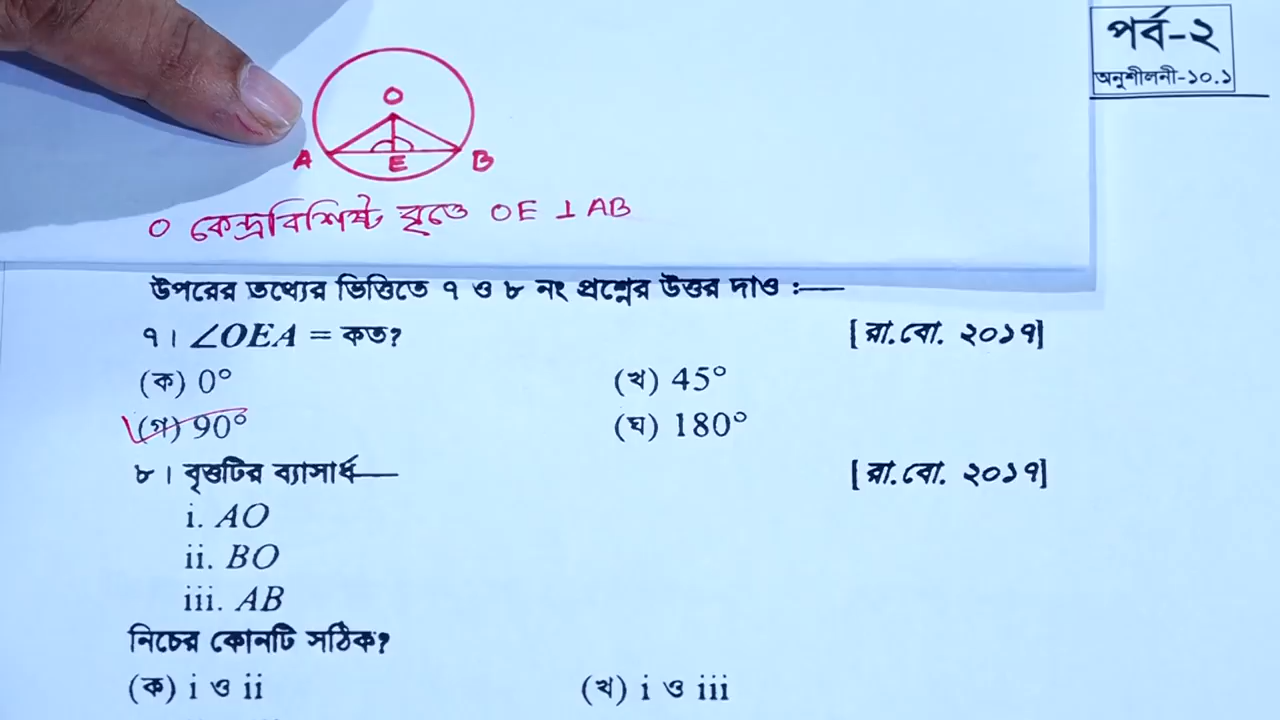 পর্ব-২
অনুশীলনী-১০.১
O
A E B
O কেন্দ্রবিশিষ্ট বৃত্তে OE ⊥ AB
উপরের তথ্যের ভিত্তিতে ৭ ও ৮ নং প্রশ্নের উত্তর দাও :—
৭। ∠OEA = কত? [রা.বো. ২০১৭]
(ক) 0° (খ) 45°
(গ) 90° (ঘ) 180°
৮। বৃত্তটির ব্যাসার্ধ— [রা.বো. ২০১৭]
i. AO
ii. BO
iii. AB
নিচের কোনটি সঠিক?
(ক) i ও ii (খ) i ও iii